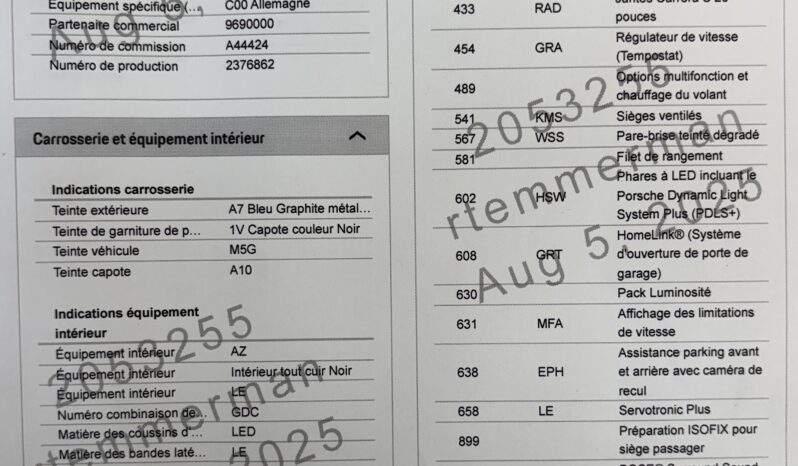 Équipement spécifique (... C00 Allemagne
Partenaire commercial 9690000
Numéro de commission A44424
Numéro de production 2376862
Carrosserie et équipement intérieur
Indications carrosserie
Teinte extérieure A7 Bleu Graphite métal...
Teinte de garniture de p... 1V Capote couleur Noir
Teinte véhicule M5G
Teinte capote A10
Indications équipement
intérieur
Équipement intérieur AZ
Équipement intérieur Intérieur tout cuir Noir
Équipement intérieur LE
Numéro combinaison de... GDC
Matière des coussins d'... LED
Matière des bandes laté... LE
433 RAD Jantes Carrera S 20
pouces
454 GRA Régulateur de vitesse
(Tempostat)
489 Options multifonction et
chauffage du volant
541 KMS Sièges ventilés
567 WSS Pare-brise teinté dégradé
581 Filet de rangement
602 HSW Phares à LED incluant le
Porsche Dynamic Light
System Plus (PDLS+)
608 GRT HomeLink® (Système
d'ouverture de porte de
garage)
630 Pack Luminosité
631 MFA Affichage des limitations
de vitesse
638 EPH Assistance parking avant
et arrière avec caméra de
recul
658 LE Servotronic Plus
899 Préparation ISOFIX pour
siège passager
2053255
rtemmerman
Aug 5, 2025
2053255
rtemmerman
2025
Aug 5,